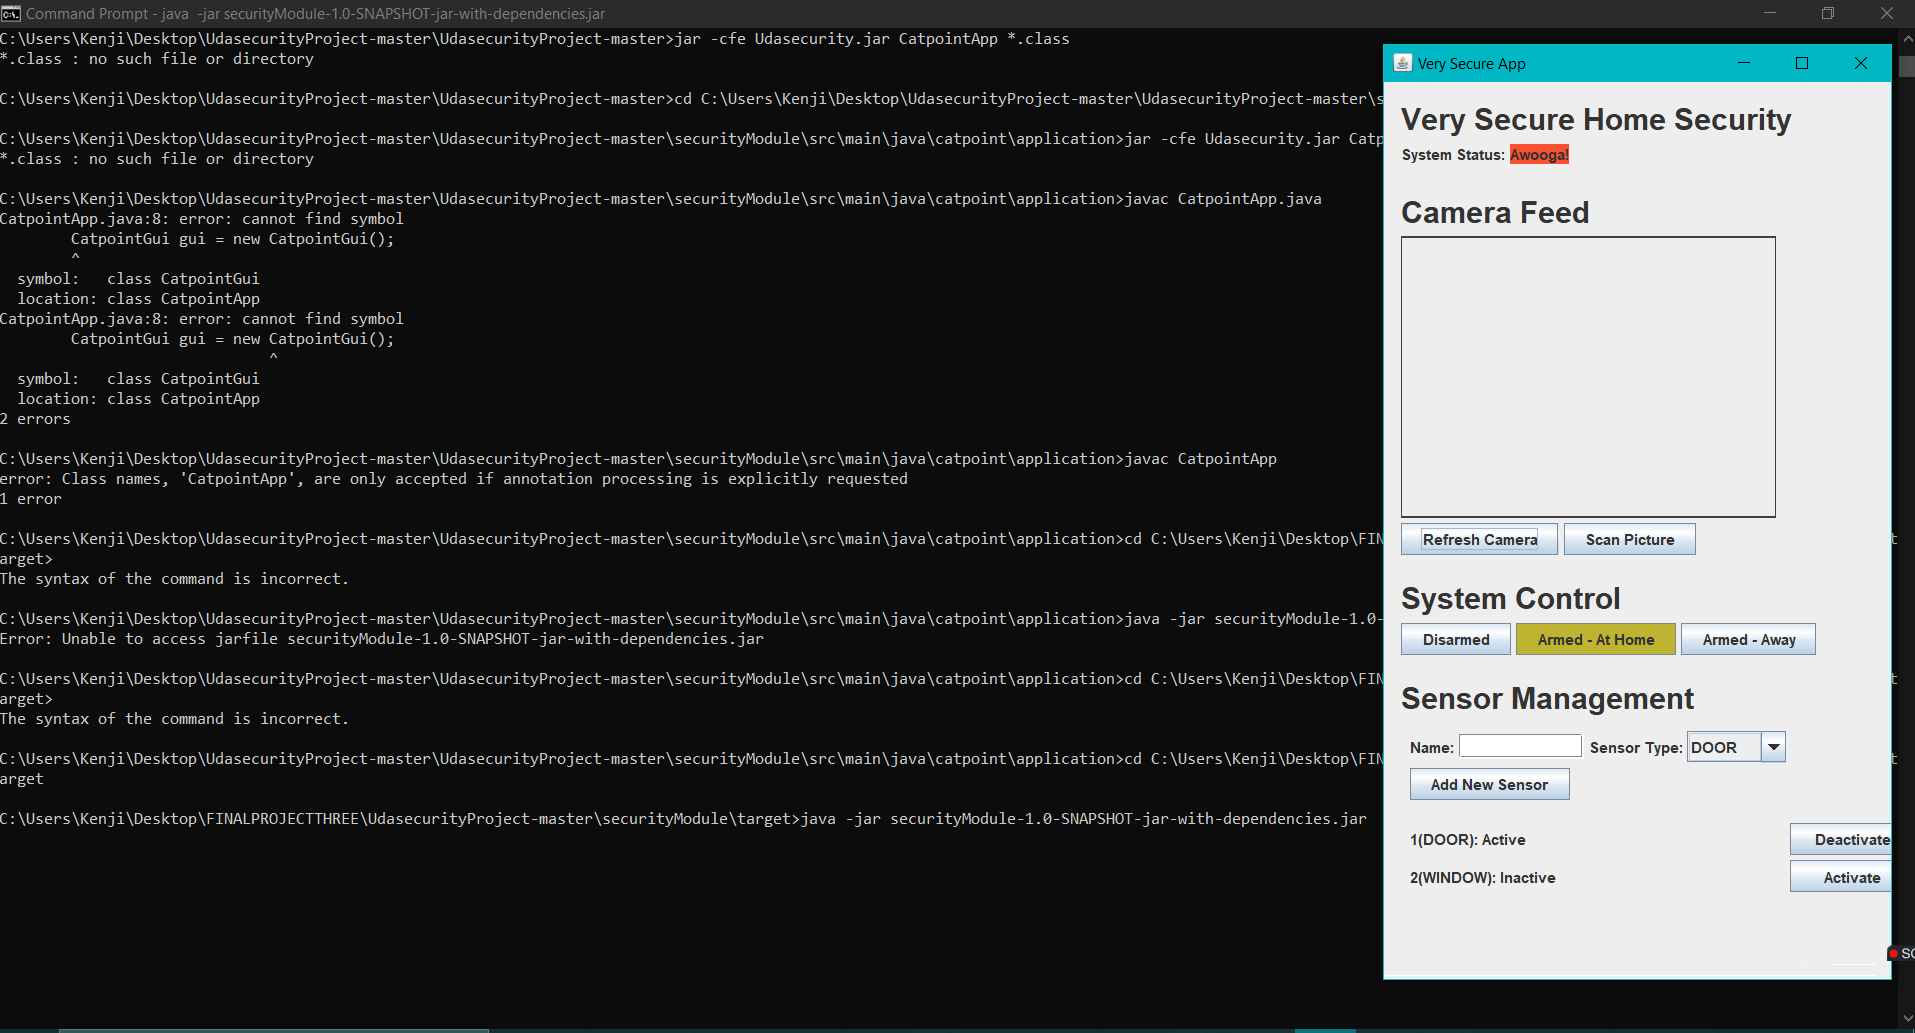 Command Prompt - java  -jar securityModule-1.0-SNAPSHOT-jar-with-dependencies.jar
C:\Users\Kenji\Desktop\UdasecurityProject-master\UdasecurityProject-master>jar -cfe Udasecurity.jar CatpointApp *.class
*.class : no such file or directory
C:\Users\Kenji\Desktop\UdasecurityProject-master\UdasecurityProject-master>cd C:\Users\Kenji\Desktop\UdasecurityProject-master\UdasecurityProject-master\s
C:\Users\Kenji\Desktop\UdasecurityProject-master\UdasecurityProject-master\securityModule\src\main\java\catpoint\application>jar -cfe Udasecurity.jar Catp
*.class : no such file or directory
C:\Users\Kenji\Desktop\UdasecurityProject-master\UdasecurityProject-master\securityModule\src\main\java\catpoint\application>javac CatpointApp.java
CatpointApp.java:8: error: cannot find symbol
        CatpointGui gui = new CatpointGui();
        ^
  symbol:   class CatpointGui
  location: class CatpointApp
CatpointApp.java:8: error: cannot find symbol
        CatpointGui gui = new CatpointGui();
                              ^
  symbol:   class CatpointGui
  location: class CatpointApp
2 errors
C:\Users\Kenji\Desktop\UdasecurityProject-master\UdasecurityProject-master\securityModule\src\main\java\catpoint\application>javac CatpointApp
error: Class names, 'CatpointApp', are only accepted if annotation processing is explicitly requested
1 error
C:\Users\Kenji\Desktop\UdasecurityProject-master\UdasecurityProject-master\securityModule\src\main\java\catpoint\application>cd C:\Users\Kenji\Desktop\FIN t
arget>
The syntax of the command is incorrect.
C:\Users\Kenji\Desktop\UdasecurityProject-master\UdasecurityProject-master\securityModule\src\main\java\catpoint\application>java -jar securityModule-1.0-
Error: Unable to access jarfile securityModule-1.0-SNAPSHOT-jar-with-dependencies.jar
C:\Users\Kenji\Desktop\UdasecurityProject-master\UdasecurityProject-master\securityModule\src\main\java\catpoint\application>cd C:\Users\Kenji\Desktop\FIN t
arget>
The syntax of the command is incorrect.
C:\Users\Kenji\Desktop\UdasecurityProject-master\UdasecurityProject-master\securityModule\src\main\java\catpoint\application>cd C:\Users\Kenji\Desktop\FIN t
arget
C:\Users\Kenji\Desktop\FINALPROJECTTHREE\UdasecurityProject-master\securityModule\target>java -jar securityModule-1.0-SNAPSHOT-jar-with-dependencies.jar
Very Secure App
Very Secure Home Security
System Status: Awooga!
Camera Feed
Refresh Camera Scan Picture
System Control
Disarmed Armed - At Home Armed - Away
Sensor Management
Name: Sensor Type: DOOR
Add New Sensor
1(DOOR): Active Deactivate
2(WINDOW): Inactive Activate